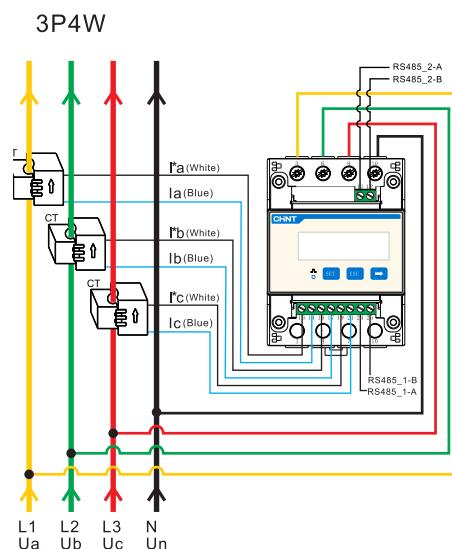 3P4W
RS485_2-A
RS485_2-B
CT
I*a (White)
Ia (Blue)
CHNT
CT
I*b (White)
Ib (Blue)
SET
ESC
CT
I*c (White)
Ic (Blue)
RS485_1-B
RS485_1-A
L1 L2 L3 N
Ua Ub Uc Un